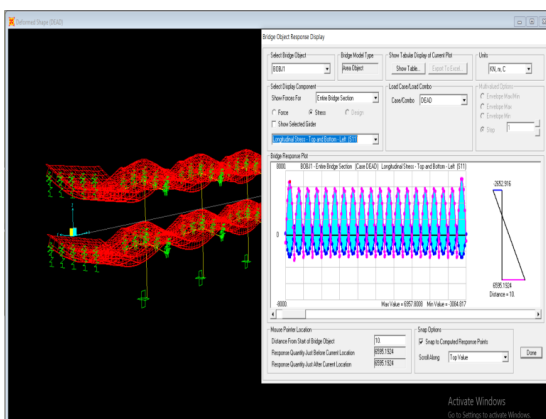 Deformed Shape (DEAD)
Bridge Object Response Display
Select Bridge Object
BOBJ1
Bridge Model Type
Area Object
Show Tabular Display of Current Plot
Show Table...
Export To Excel...
Units
KN, m, C
Select Display Component
Show Forces For
Entire Bridge Section
Force
Stress
Design
Show Selected Girder
Longitudinal Stress - Top and Bottom - Left (S11)
Load Case/Load Combo
Case/Combo
DEAD
Multivalued Options
Envelope Max/Min
Envelope Max
Envelope Min
Step
1
Bridge Response Plot
8000.
BOBJ1 - Entire Bridge Section (Case DEAD) Longitudinal Stress - Top and Bottom - Left (S11)
0
-8000.
Max Value = 6957.8008 Min Value = -3064.817
-2652.916
6595.1924
Distance = 10
Mouse Pointer Location
Distance From Start of Bridge Object
10.
Response Quantity Just Before Current Location
6595.1924
Response Quantity Just After Current Location
6595.1924
Snap Options
Snap to Computed Response Points
Scroll Along
Top Value
Done
Activate Windows
Go to Settings to activate Windows.